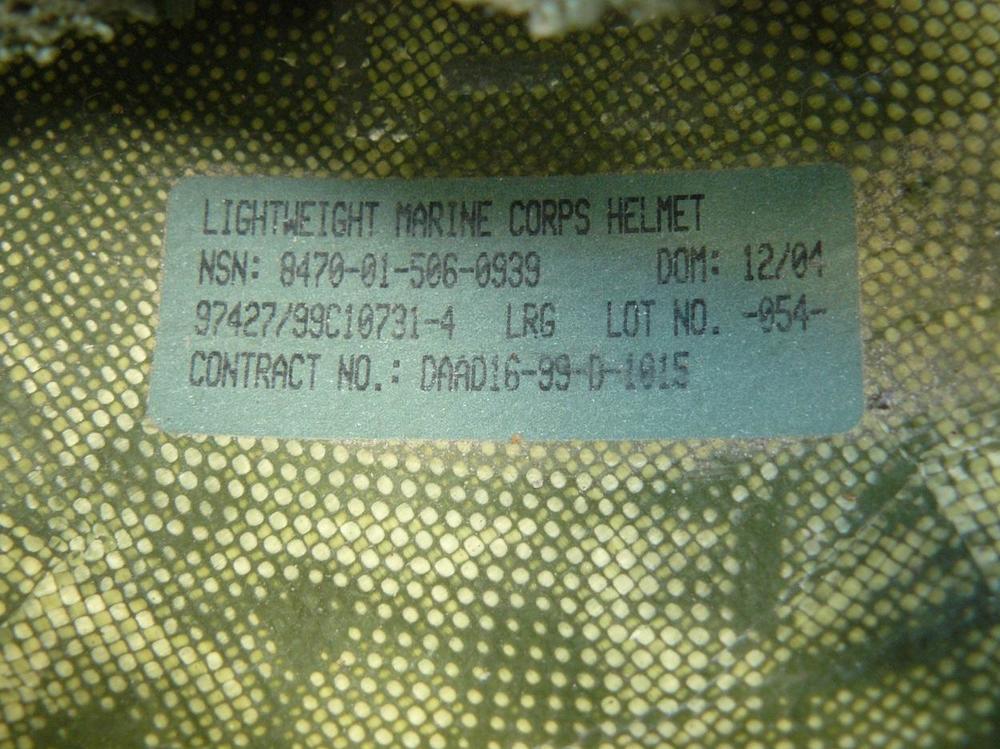 LIGHTWEIGHT MARINE CORPS HELMET
NSN: 8470-01-506-0939 DOM: 12/04
97427/99C10731-4 LRG LOT NO. -054-
CONTRACT NO.: DAAD16-99-D-1015